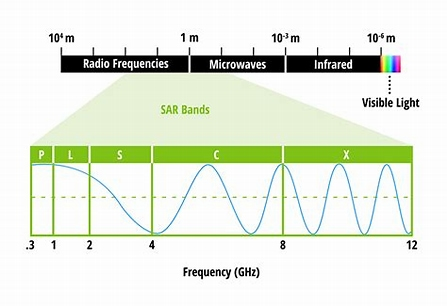 10⁴ m 1 m 10⁻³ m 10⁻⁶ m
Radio Frequencies Microwaves Infrared
Visible Light
SAR Bands
P L S C X
.3 1 2 4 8 12
Frequency (GHz)